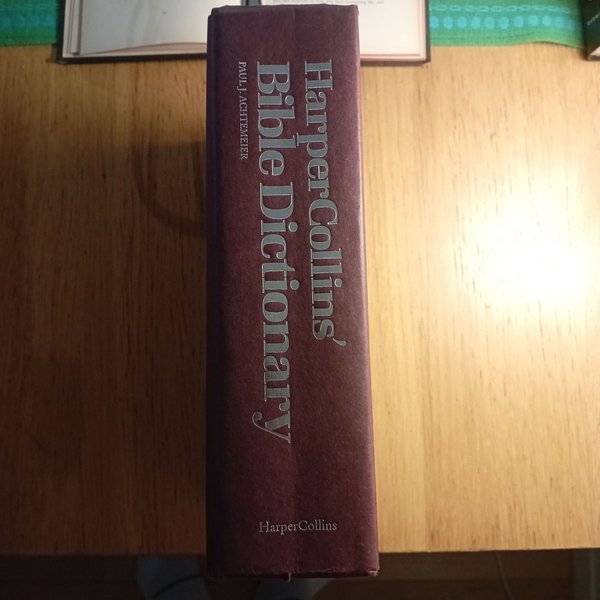 HarperCollins'
Bible Dictionary
PAUL J. ACHTEMEIER
HarperCollins